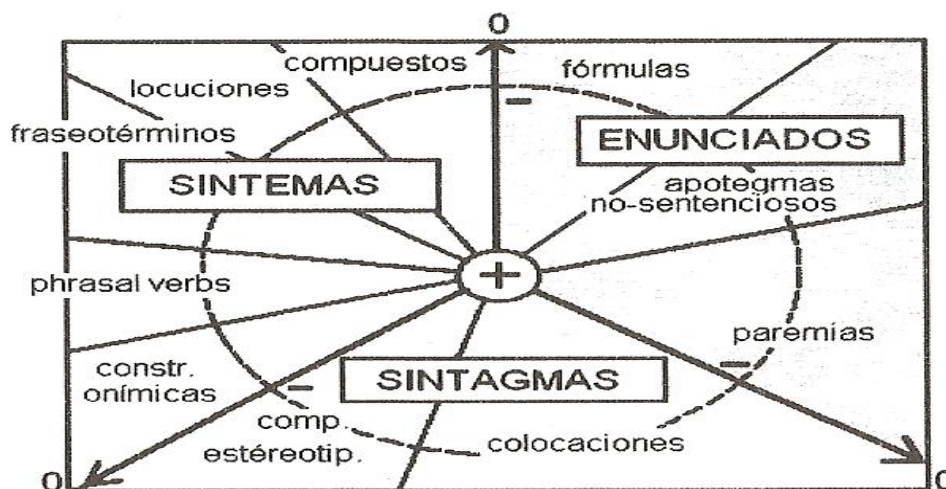 0
compuestos
fórmulas
locuciones
fraseotérminos
–
ENUNCIADOS
SINTEMAS
apotegmas
no-sentenciosos
+
phrasal verbs
paremias
constr.
onímicas
–
SINTAGMAS
–
comp.
estéreotip.
colocaciones
0
0